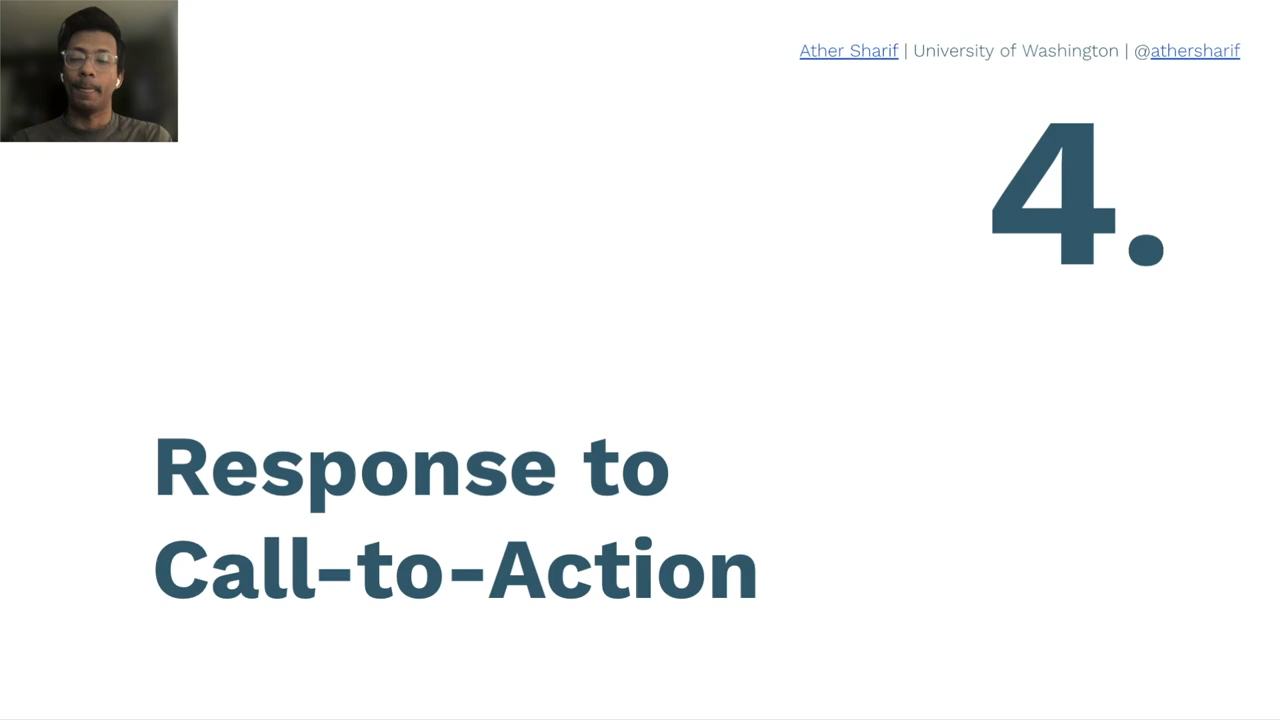 Ather Sharif | University of Washington | @athersharif
4.
Response to
Call-to-Action